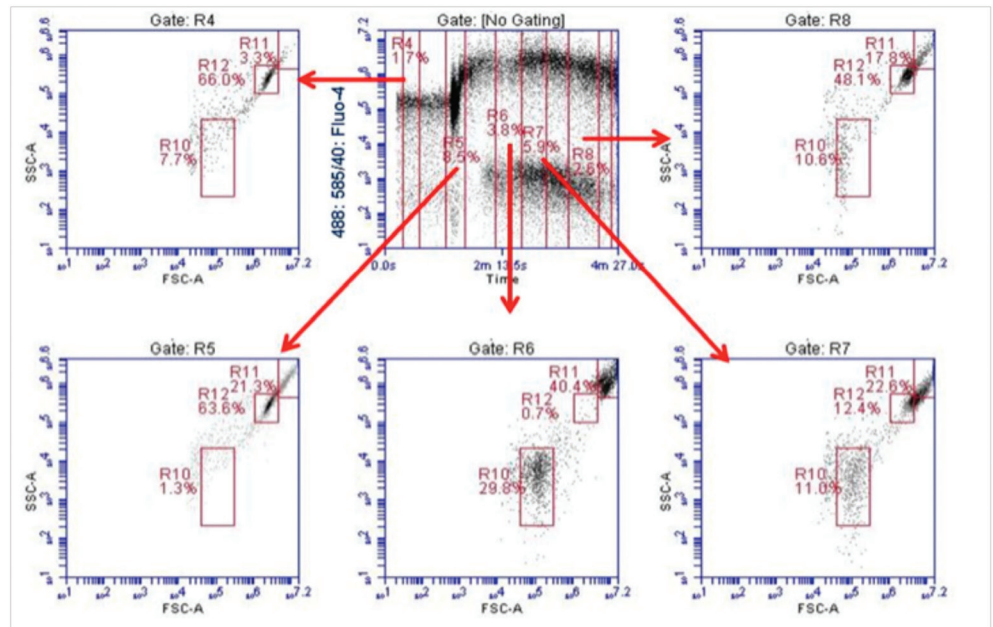 Gate: R4
R11
3.3%
R12
66.0%
R10
7.7%
SSC-A
FSC-A
Gate: [No Gating]
R4
1.7%
R5
8.5%
R6
3.8%
R7
5.9%
R8
2.6%
488: 585/40: Fluo-4
0.0s
2m 13.5s
4m 27.0s
Time
Gate: R8
R11
17.8%
R12
48.1%
R10
10.6%
SSC-A
FSC-A
Gate: R5
R11
21.3%
R12
63.6%
R10
1.3%
SSC-A
FSC-A
Gate: R6
R11
40.4%
R12
0.7%
R10
29.8%
SSC-A
FSC-A
Gate: R7
R11
22.6%
R12
12.4%
R10
11.0%
SSC-A
FSC-A